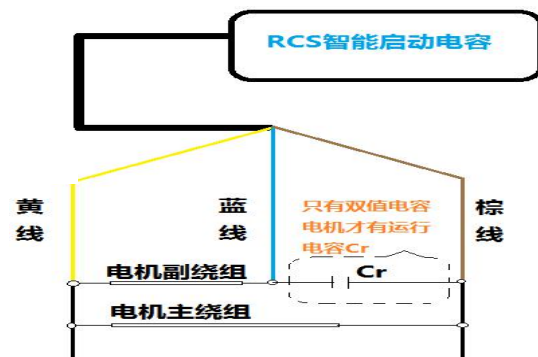 RCS智能启动电容
黄线
蓝线
棕线
只有双值电容
电机才有运行
电容Cr
电机副绕组
Cr
电机主绕组